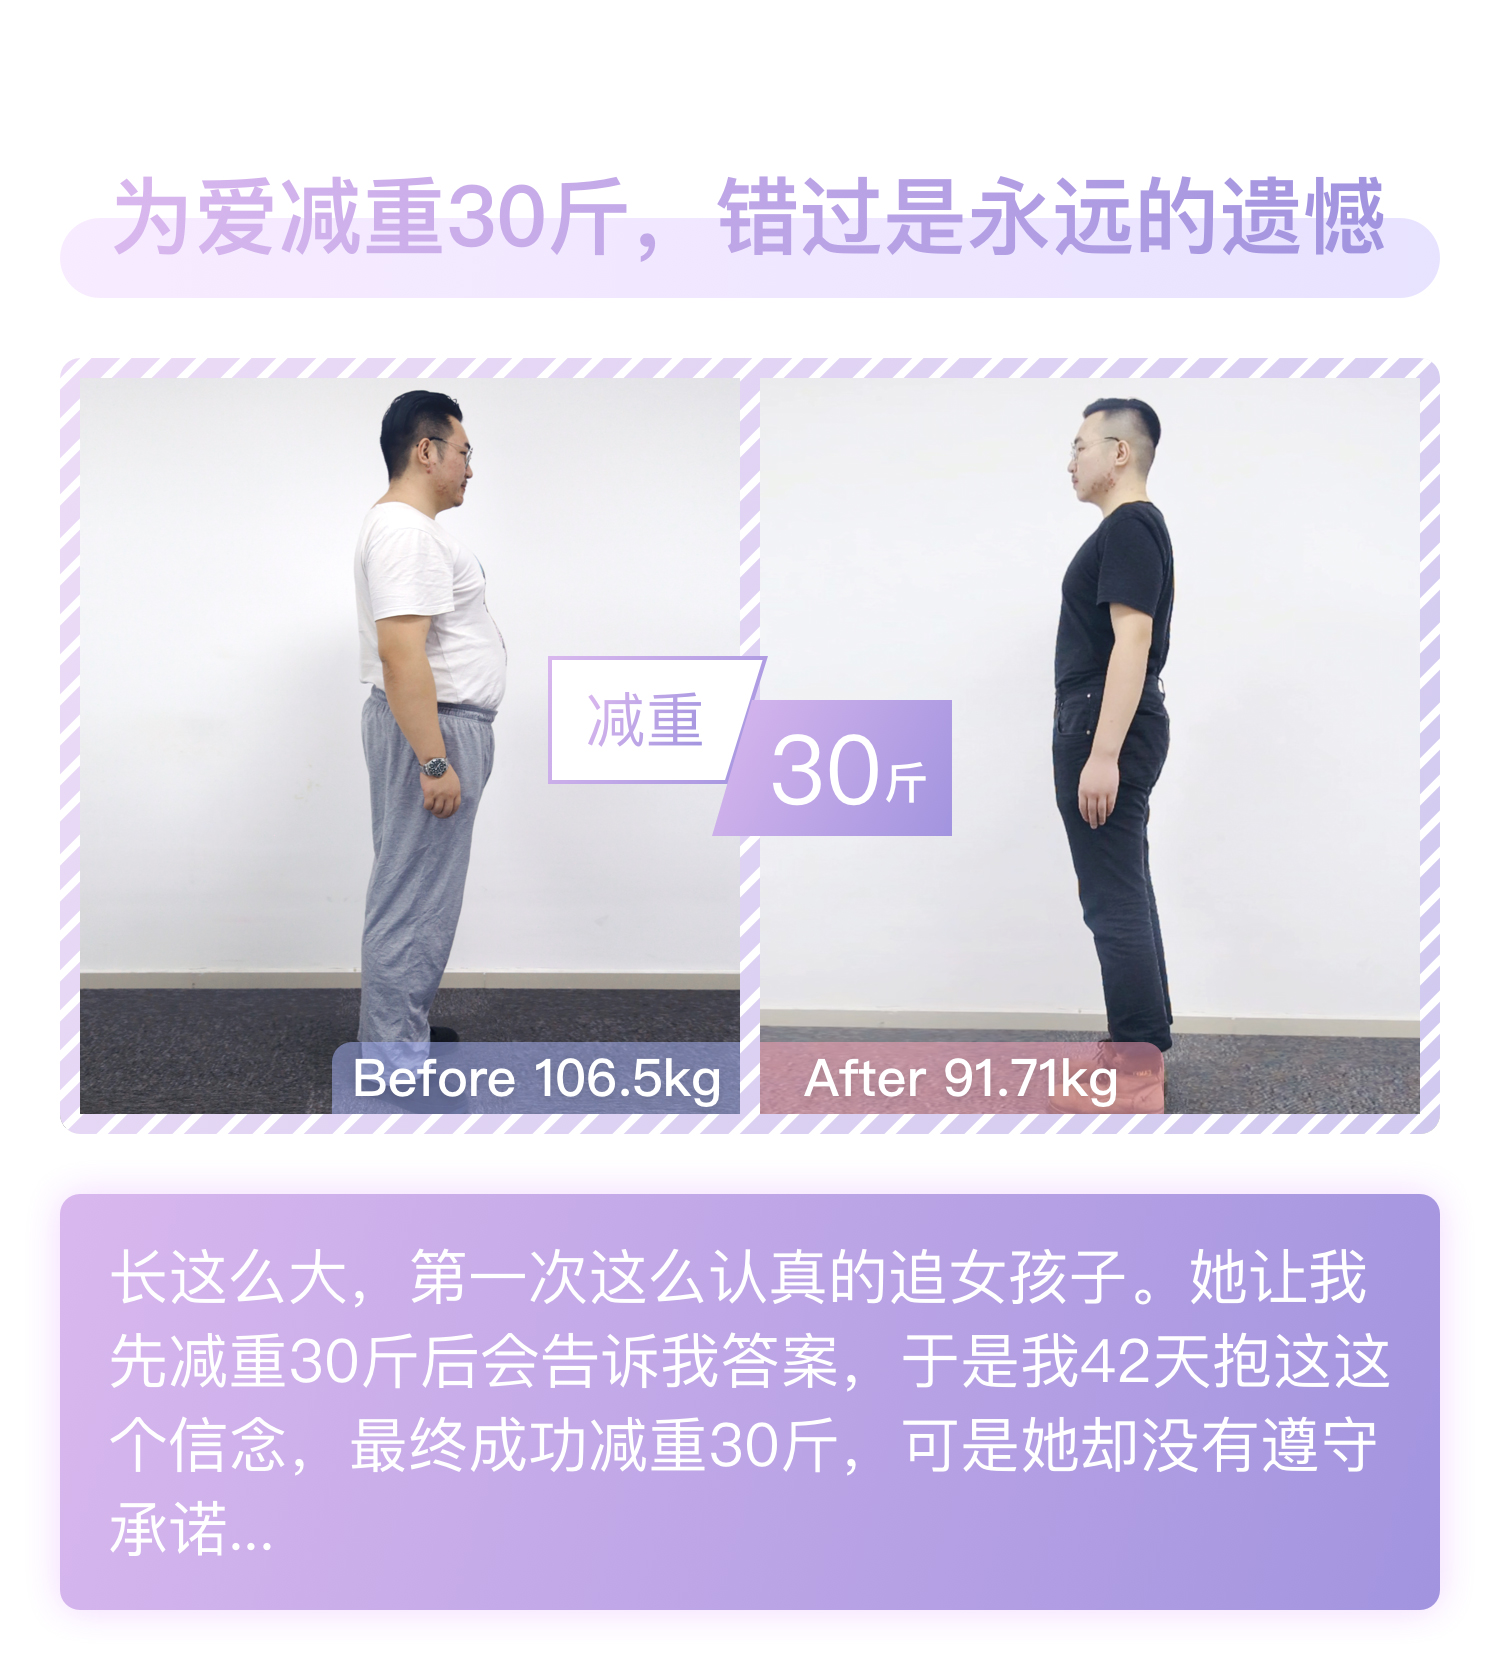 为爱减重30斤，错过是永远的遗憾
减重
30斤
Before 106.5kg
After 91.71kg
长这么大，第一次这么认真的追女孩子。她让我
先减重30斤后会告诉我答案，于是我42天抱这这
个信念，最终成功减重30斤，可是她却没有遵守
承诺...